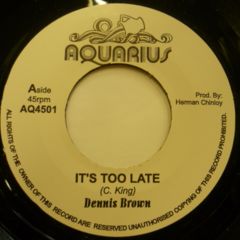 AQUARIUS
Aside
45rpm
AQ4501
Prod. By:
Herman Chinloy
IT'S TOO LATE
(C. King)
Dennis Brown
ALL RIGHTS OF THE OWNER OF THIS RECORD ARE RESERVED UNAUTHORISED COPYING OF THIS RECORD PROHIBITED.